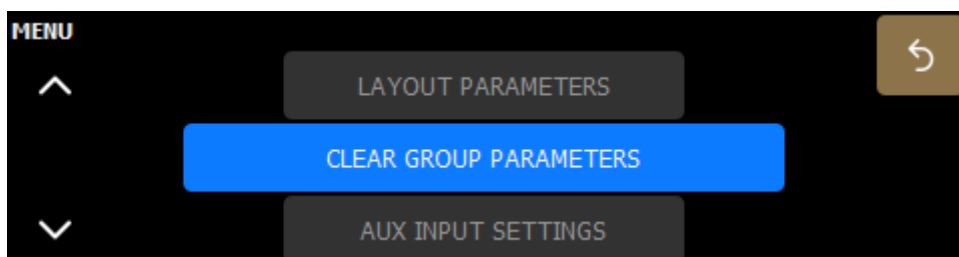 MENU
LAYOUT PARAMETERS
CLEAR GROUP PARAMETERS
AUX INPUT SETTINGS